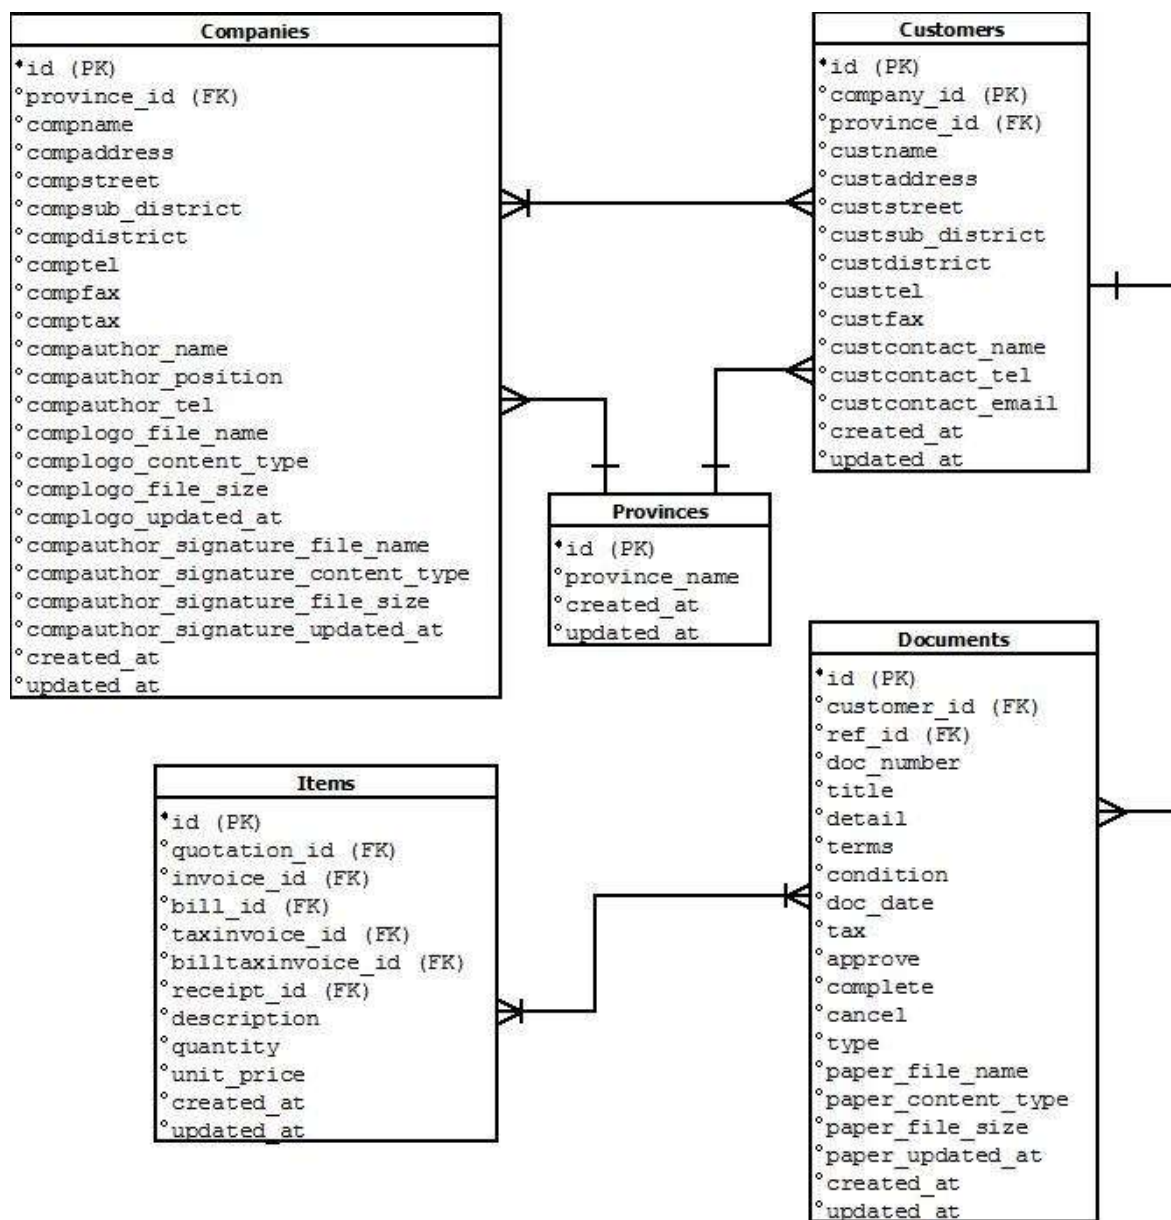 Companies
id (PK)
province_id (FK)
compname
compaddress
compstreet
compsub_district
compdistrict
comptel
compfax
comptax
compauthor_name
compauthor_position
compauthor_tel
complogo_file_name
complogo_content_type
complogo_file_size
complogo_updated_at
compauthor_signature_file_name
compauthor_signature_content_type
compauthor_signature_file_size
compauthor_signature_updated_at
created_at
updated_at
Customers
id (PK)
company_id (PK)
province_id (FK)
custname
custaddress
custstreet
custsub_district
custdistrict
custtel
custfax
custcontact_name
custcontact_tel
custcontact_email
created_at
updated_at
Provinces
id (PK)
province_name
created_at
updated_at
Documents
id (PK)
customer_id (FK)
ref_id (FK)
doc_number
title
detail
terms
condition
doc_date
tax
approve
complete
cancel
type
paper_file_name
paper_content_type
paper_file_size
paper_updated_at
created_at
updated_at
Items
id (PK)
quotation_id (FK)
invoice_id (FK)
bill_id (FK)
taxinvoice_id (FK)
billtaxinvoice_id (FK)
receipt_id (FK)
description
quantity
unit_price
created_at
updated_at